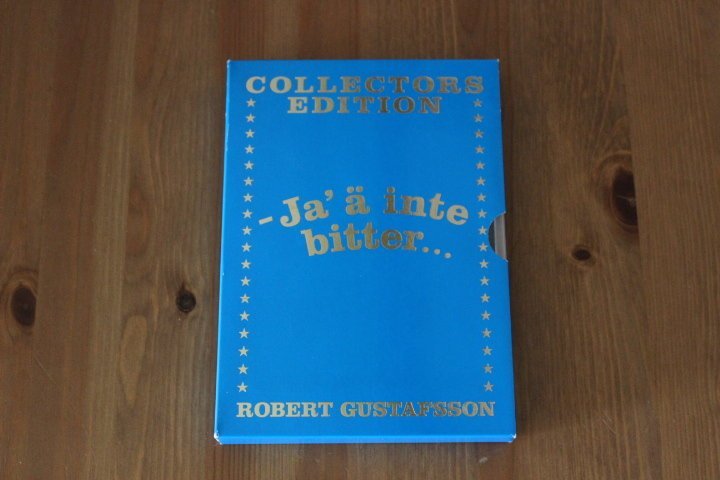 COLLECTORS
EDITION
-Ja' ä inte
bitter...
ROBERT GUSTAFSSON